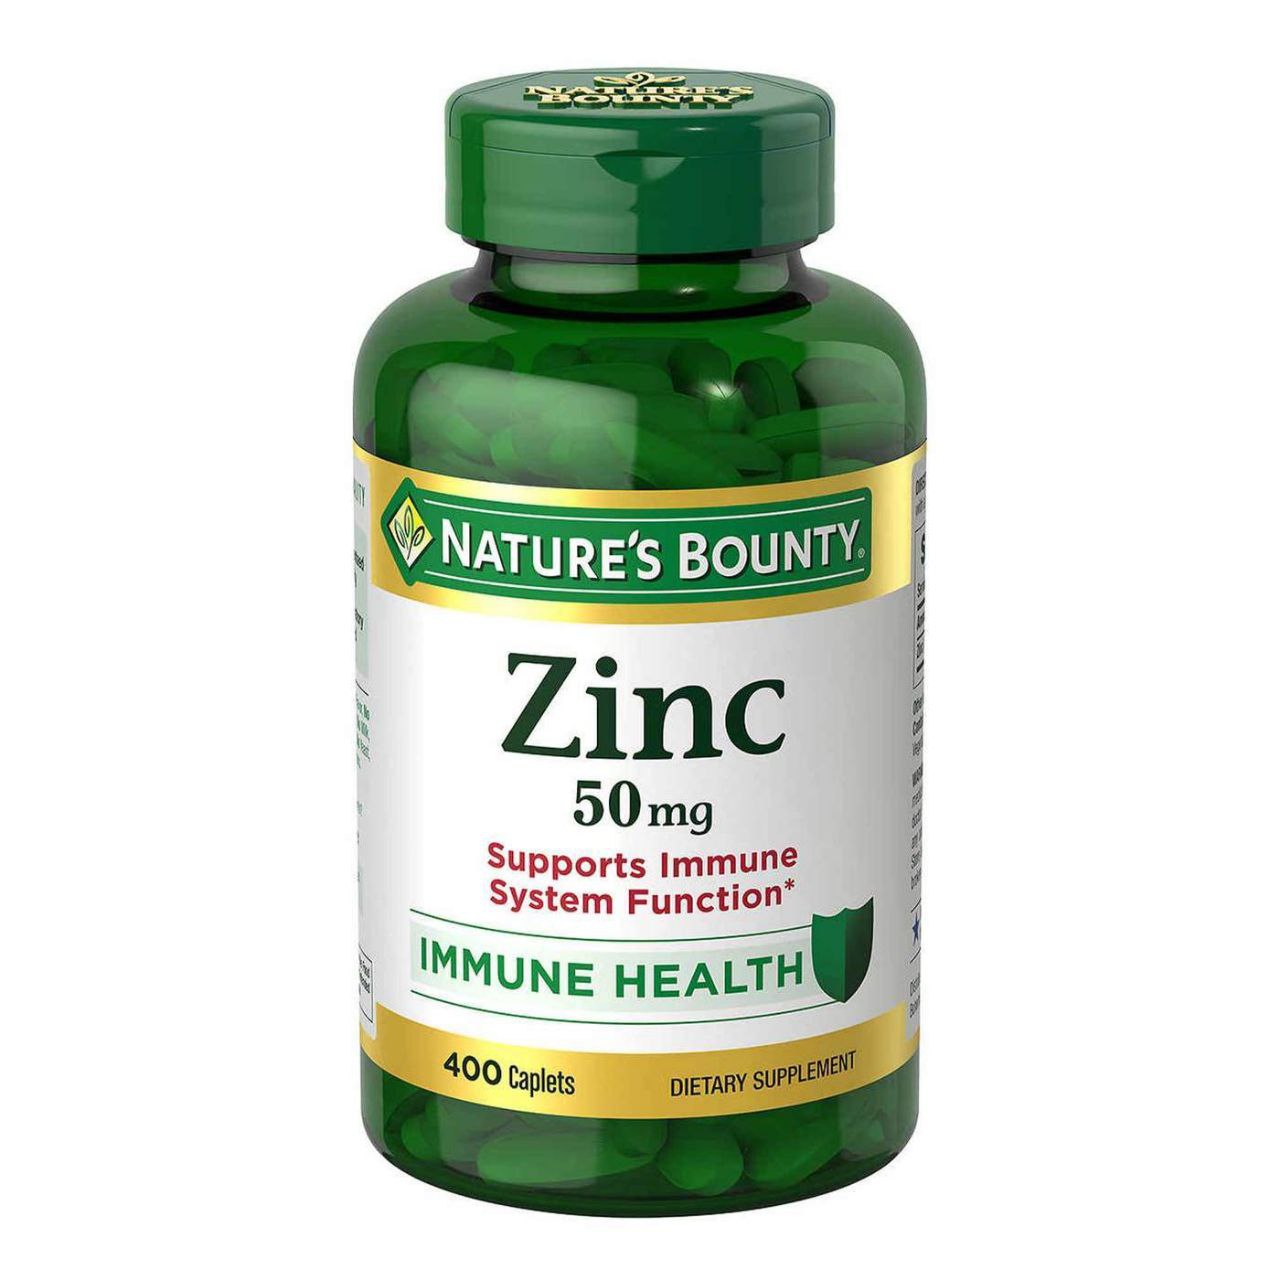 NATURE'S
BOUNTY
NATURE'S BOUNTY®
Zinc
50 mg
Supports Immune
System Function*
IMMUNE HEALTH
400 Caplets
DIETARY SUPPLEMENT